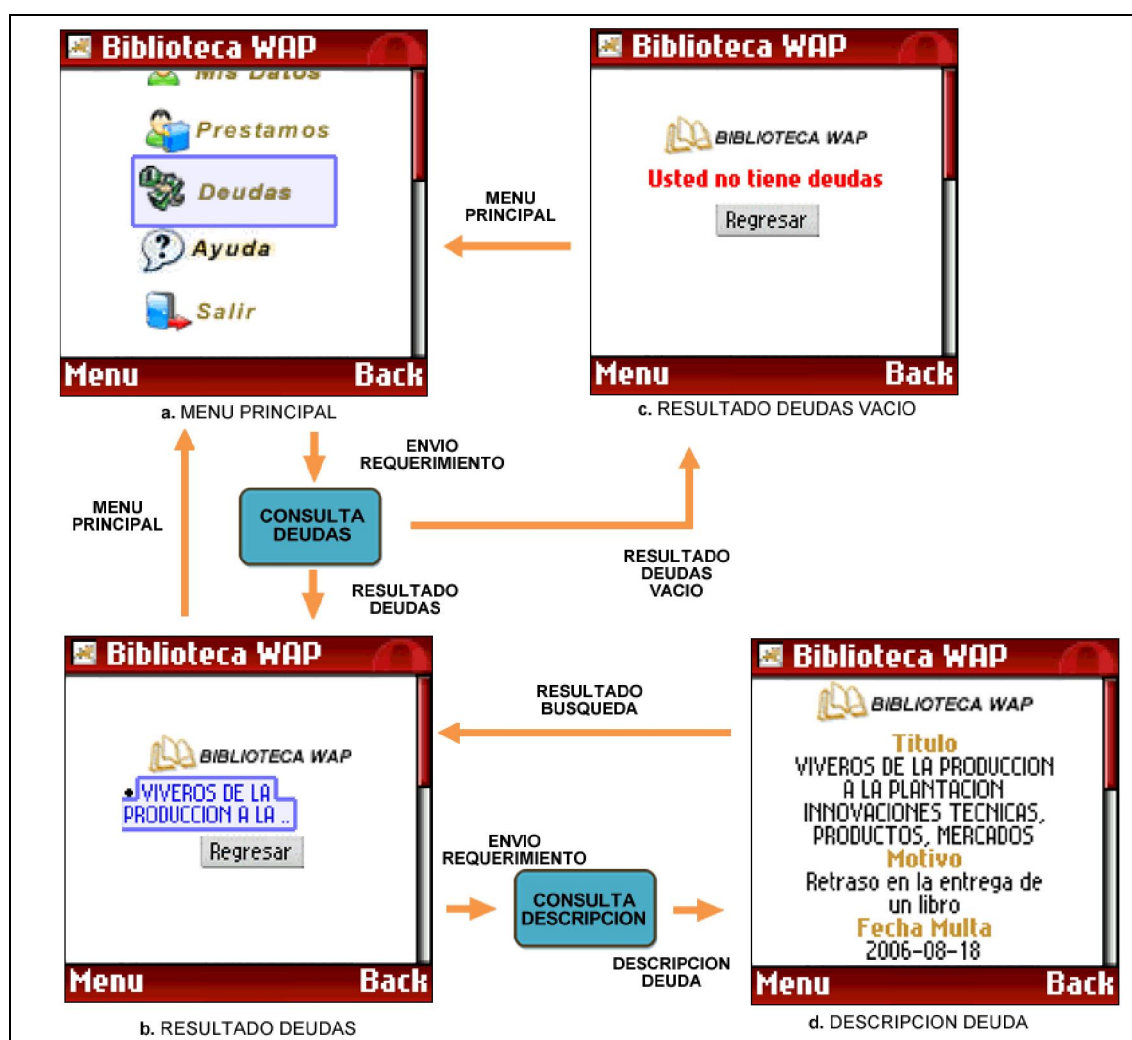 Biblioteca WAP
Mis Datos
Prestamos
Deudas
Ayuda
Salir
Menu Back
a. MENU PRINCIPAL
MENU
PRINCIPAL
Biblioteca WAP
BIBLIOTECA WAP
Usted no tiene deudas
Regresar
Menu Back
c. RESULTADO DEUDAS VACIO
ENVIO
REQUERIMIENTO
MENU
PRINCIPAL
CONSULTA
DEUDAS
RESULTADO
DEUDAS
VACIO
RESULTADO
DEUDAS
Biblioteca WAP
BIBLIOTECA WAP
VIVEROS DE LA
PRODUCCION A LA ..
Regresar
Menu Back
b. RESULTADO DEUDAS
RESULTADO
BUSQUEDA
ENVIO
REQUERIMIENTO
CONSULTA
DESCRIPCION
DESCRIPCION
DEUDA
Biblioteca WAP
BIBLIOTECA WAP
Titulo
VIVEROS DE LA PRODUCCION
A LA PLANTACION
INNOVACIONES TECNICAS,
PRODUCTOS, MERCADOS
Motivo
Retraso en la entrega de
un libro
Fecha Multa
2006-08-18
Menu Back
d. DESCRIPCION DEUDA